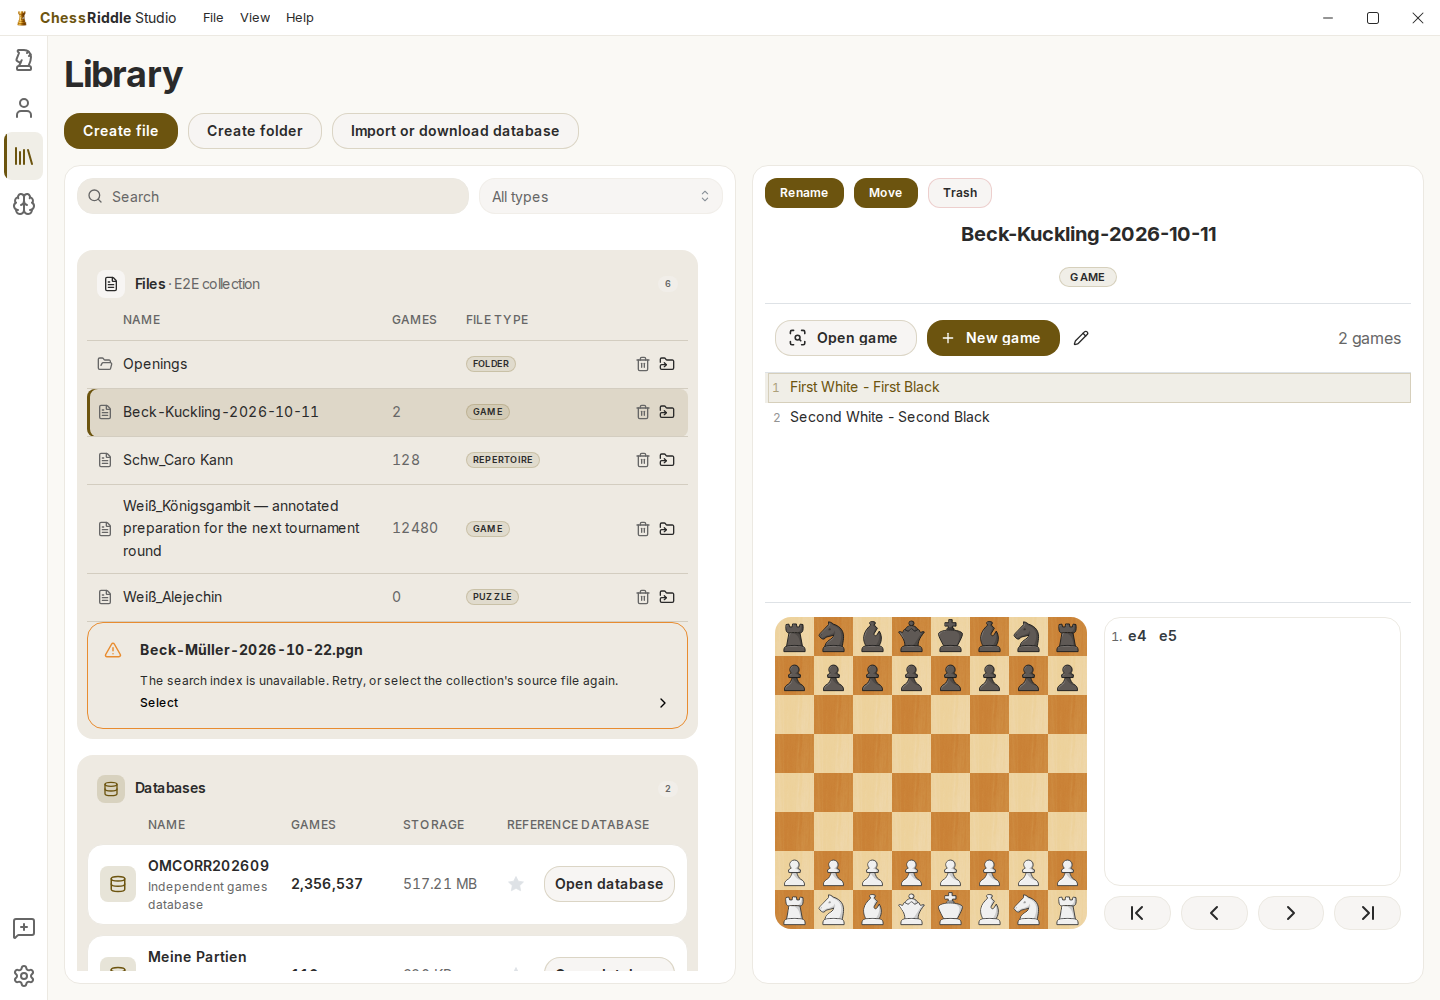 ChessRiddle Studio File View Help
Library
Create file Create folder Import or download database
Search All types
Files · E2E collection 6
NAME GAMES FILE TYPE
Openings FOLDER
Beck-Kuckling-2026-10-11 2 GAME
Schw_Caro Kann 128 REPERTOIRE
Weiß_Königsgambit — annotated
preparation for the next tournament
round
12480 GAME
Weiß_Alejechin 0 PUZZLE
Beck-Müller-2026-10-22.pgn
The search index is unavailable. Retry, or select the collection's source file again.
Select
Databases 2
NAME GAMES STORAGE REFERENCE DATABASE
OMCORR202609
Independent games
database
2,356,537 517.21 MB Open database
Meine Partien
Rename Move Trash
Beck-Kuckling-2026-10-11
GAME
Open game New game 2 games
1 First White - First Black
2 Second White - Second Black
1. e4 e5